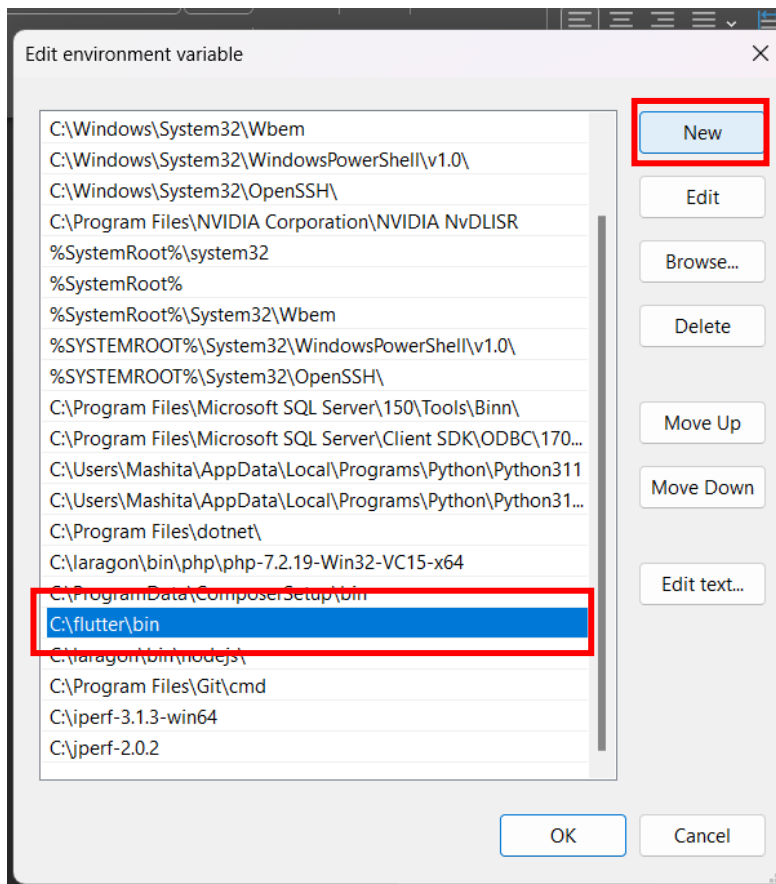 Edit environment variable
C:\Windows\System32\Wbem
C:\Windows\System32\WindowsPowerShell\v1.0\
C:\Windows\System32\OpenSSH\
C:\Program Files\NVIDIA Corporation\NVIDIA NvDLISR
%SystemRoot%\system32
%SystemRoot%
%SystemRoot%\System32\Wbem
%SYSTEMROOT%\System32\WindowsPowerShell\v1.0\
%SYSTEMROOT%\System32\OpenSSH\
C:\Program Files\Microsoft SQL Server\150\Tools\Binn\
C:\Program Files\Microsoft SQL Server\Client SDK\ODBC\170...
C:\Users\Mashita\AppData\Local\Programs\Python\Python311
C:\Users\Mashita\AppData\Local\Programs\Python\Python31...
C:\Program Files\dotnet\
C:\laragon\bin\php\php-7.2.19-Win32-VC15-x64
C:\ProgramData\ComposerSetup\bin
C:\flutter\bin
C:\laragon\bin\nodejs\
C:\Program Files\Git\cmd
C:\iperf-3.1.3-win64
C:\jperf-2.0.2
New
Edit
Browse...
Delete
Move Up
Move Down
Edit text...
OK
Cancel